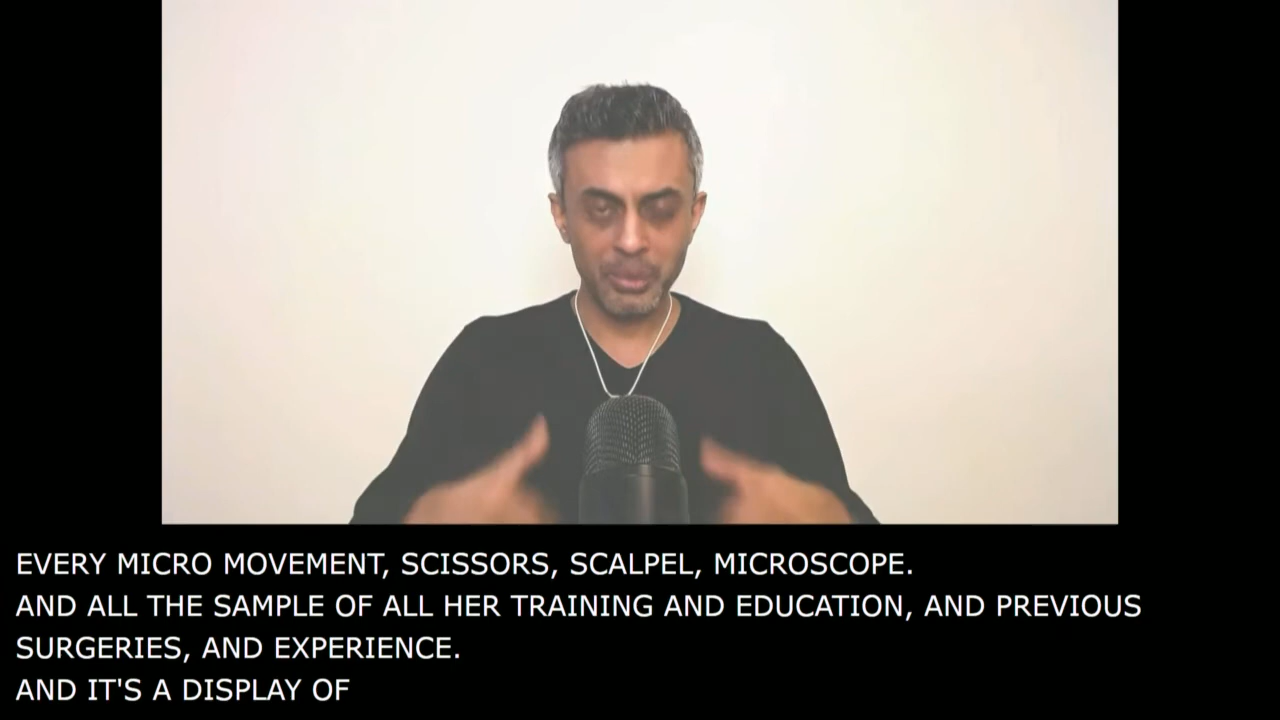 EVERY MICRO MOVEMENT, SCISSORS, SCALPEL, MICROSCOPE.
AND ALL THE SAMPLE OF ALL HER TRAINING AND EDUCATION, AND PREVIOUS
SURGERIES, AND EXPERIENCE.
AND IT'S A DISPLAY OF